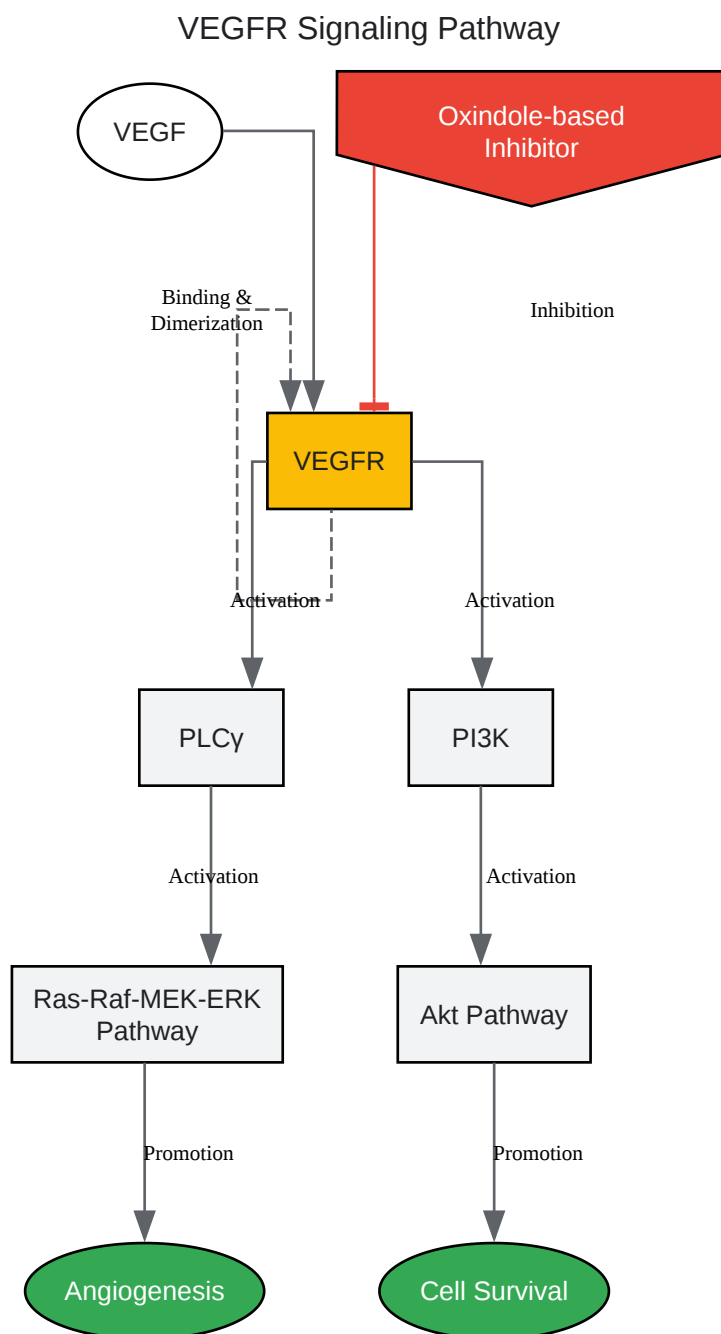 VEGFR Signaling Pathway
VEGF
Oxindole-based
Inhibitor
Binding &
Dimerization
Inhibition
VEGFR
Activation
Activation
PLCγ
PI3K
Activation
Activation
Ras-Raf-MEK-ERK
Pathway
Akt Pathway
Promotion
Promotion
Angiogenesis
Cell Survival